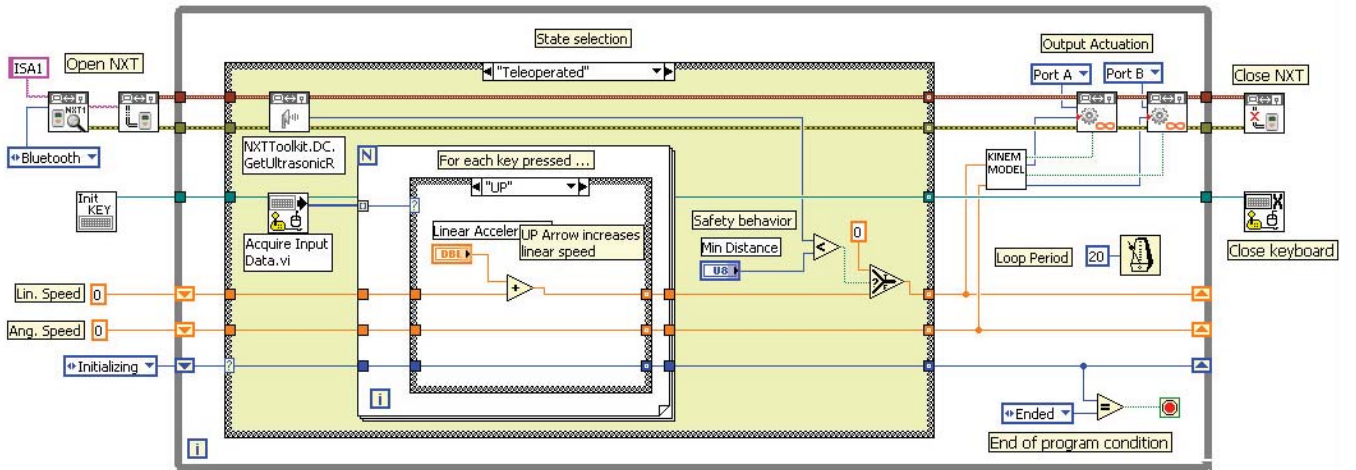 State selection
Output Actuation
ISA1
Open NXT
"Teleoperated"
Port A
Port B
Close NXT
NXT1
Bluetooth
NXTToolkit.DC.
GetUltrasonicR
N
For each key pressed ...
"UP"
KINEM
MODEL
Init
KEY
Acquire Input
Data.vi
Linear Acceler
UP Arrow increases
linear speed
DBL
+
Safety behavior
Min Distance
U8
<
0
?
Loop Period
20
Close keyboard
Lin. Speed
0
Ang. Speed
0
Initializing
?
i
Ended
=
End of program condition
i